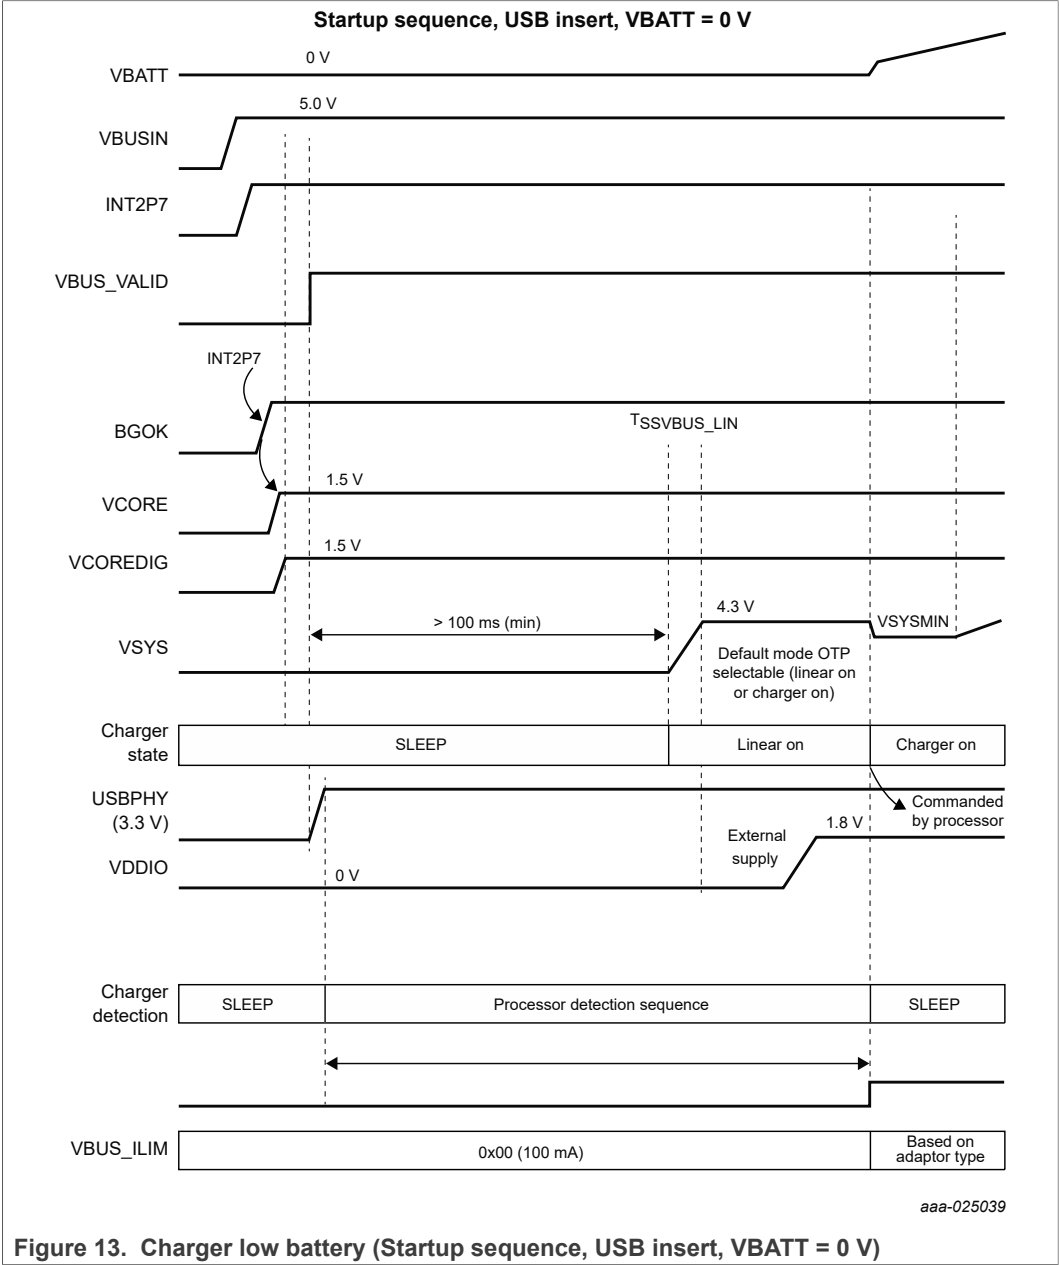 Startup sequence, USB insert, VBATT = 0 V
0 V
VBATT
5.0 V
VBUSIN
INT2P7
VBUS_VALID
INT2P7
BGOK
TSSVBUS_LIN
1.5 V
VCORE
1.5 V
VCOREDIG
4.3 V
> 100 ms (min)
VSYSMIN
VSYS
Default mode OTP
selectable (linear on
or charger on)
Charger
state
SLEEP
Linear on
Charger on
USBPHY
(3.3 V)
Commanded
by processor
1.8 V
External
supply
VDDIO
0 V
Charger
detection
SLEEP
Processor detection sequence
SLEEP
VBUS_ILIM
0x00 (100 mA)
Based on
adaptor type
aaa-025039
Figure 13. Charger low battery (Startup sequence, USB insert, VBATT = 0 V)